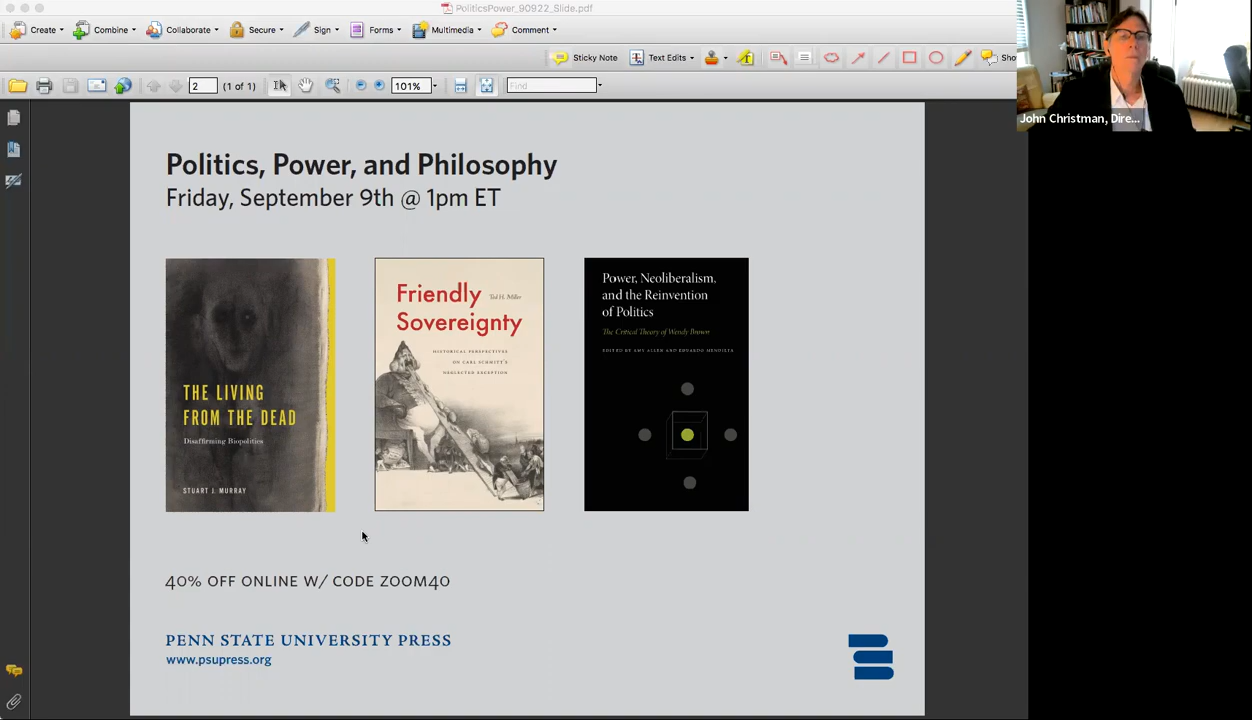 PoliticsPower_90922_Slide.pdf
Create
Combine
Collaborate
Secure
Sign
Forms
Multimedia
Comment
Sticky Note
Text Edits
Sho
2
(1 of 1)
101%
Find
John Christman, Dire...
Politics, Power, and Philosophy
Friday, September 9th @ 1pm ET
THE LIVING
FROM THE DEAD
Disaffirming Biopolitics
STUART J. MURRAY
Friendly
Ted H. Miller
Sovereignty
HISTORICAL PERSPECTIVES
ON CARL SCHMITT'S
NEGLECTED EXCEPTION
Power, Neoliberalism,
and the Reinvention
of Politics
The Critical Theory of Wendy Brown
EDITED BY AMY ALLEN AND EDUARDO MENDIETA
40% OFF ONLINE W/ CODE ZOOM40
PENN STATE UNIVERSITY PRESS
www.psupress.org